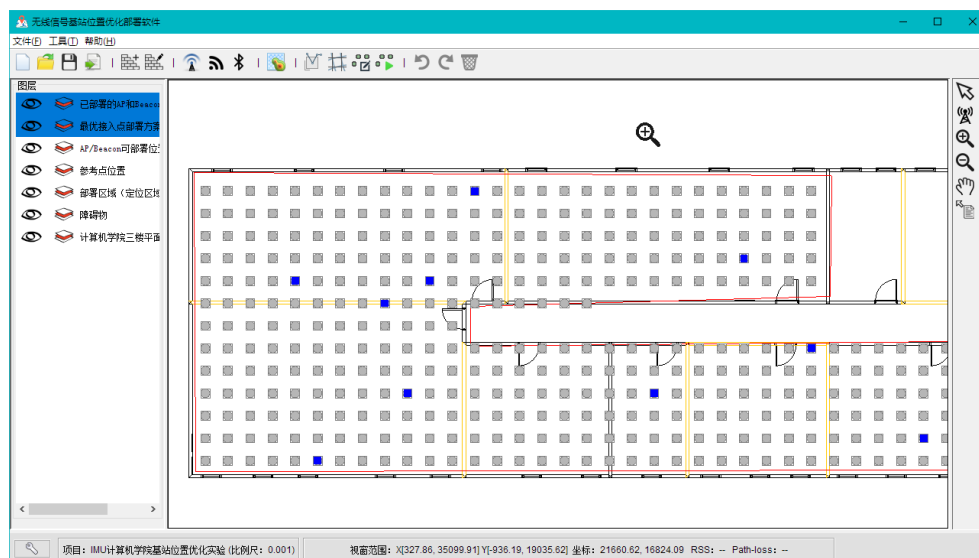 无线信号基站位置优化部署软件
文件(F) 工具(T) 帮助(H)
图层
已部署的AP和Beacon
最优接入点部署方案
AP/Beacon可部署位
参考点位置
部署区域（定位区域
障碍物
计算机学院三楼平面
项目：IMU计算机学院基站位置优化实验 (比例尺：0.001) 视窗范围：X[327.86, 35099.91] Y[-936.19, 19035.62] 坐标：21660.62, 16824.09 RSS：-- Path-loss：--